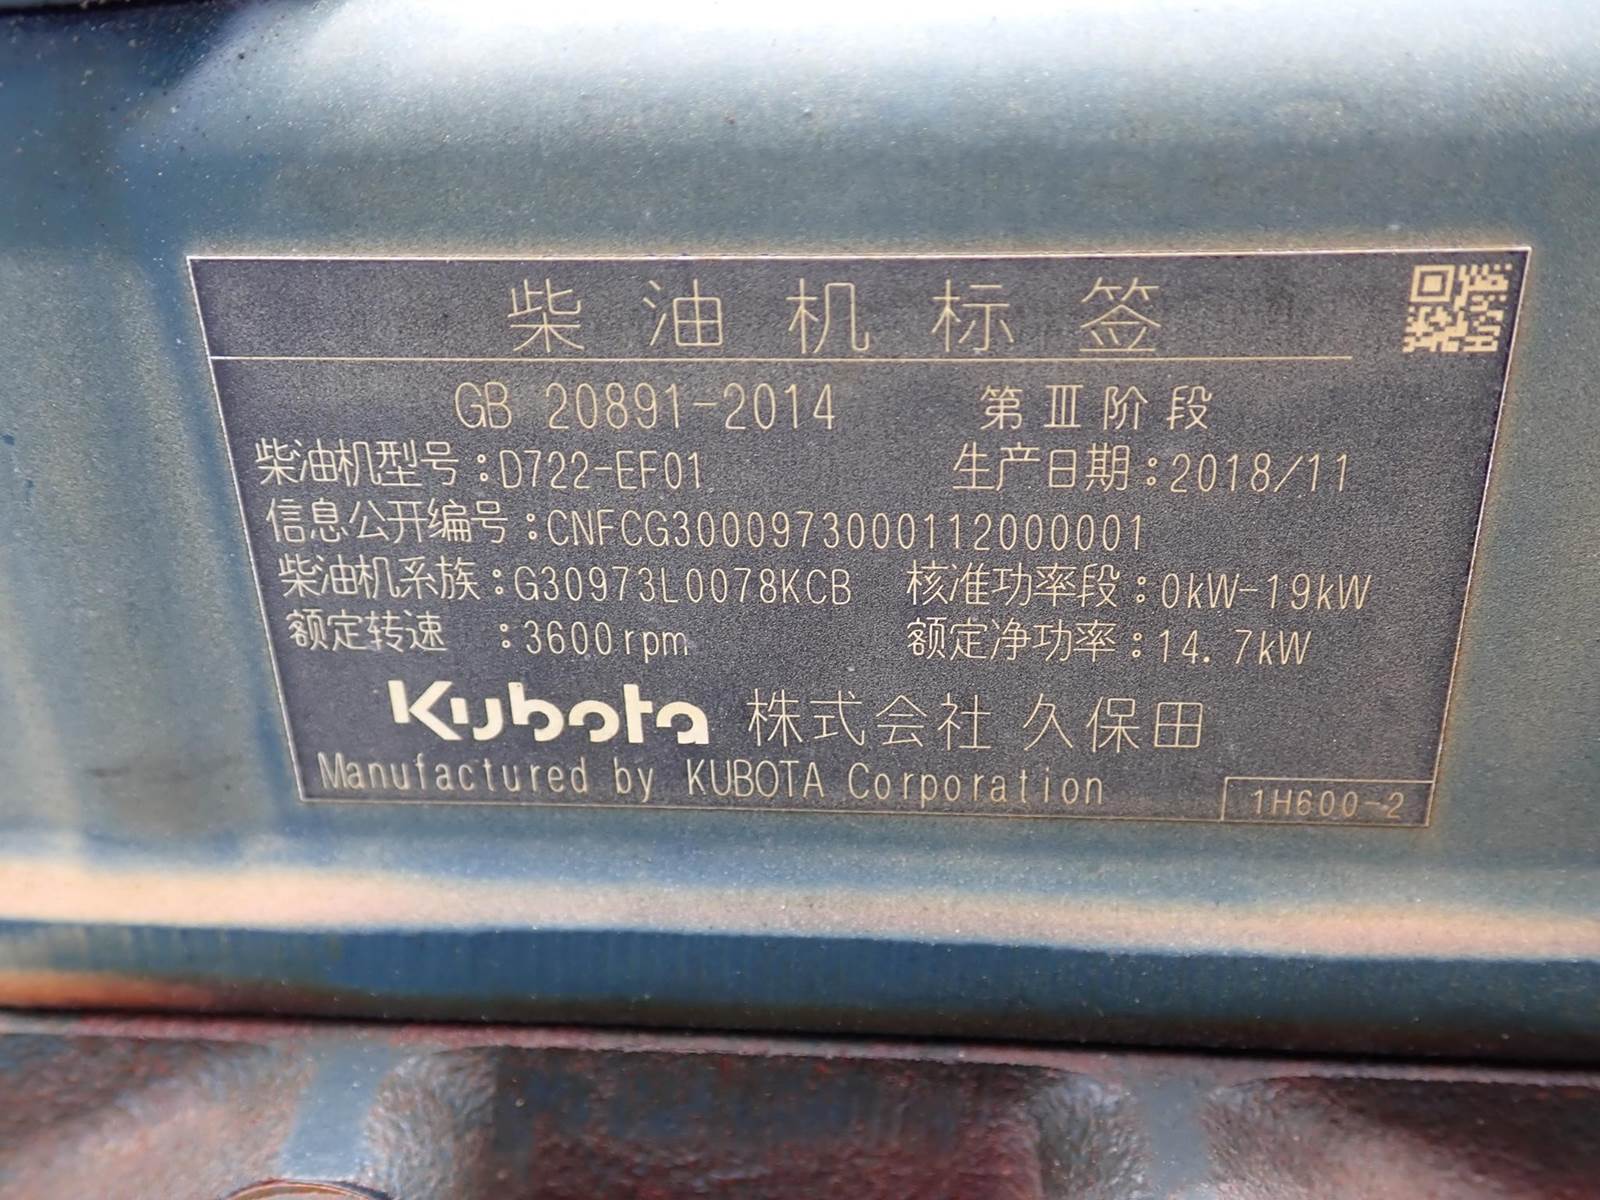 柴油机标签
GB 20891-2014 第Ⅲ阶段
柴油机型号:D722-EF01 生产日期:2018/11
信息公开编号:CNFCG3000973000112000001
柴油机系族:G30973L0078KCB 核准功率段:0kW-19kW
额定转速 :3600rpm 额定净功率:14.7kW
Kubota 株式会社 久保田
Manufactured by KUBOTA Corporation
1H600-2